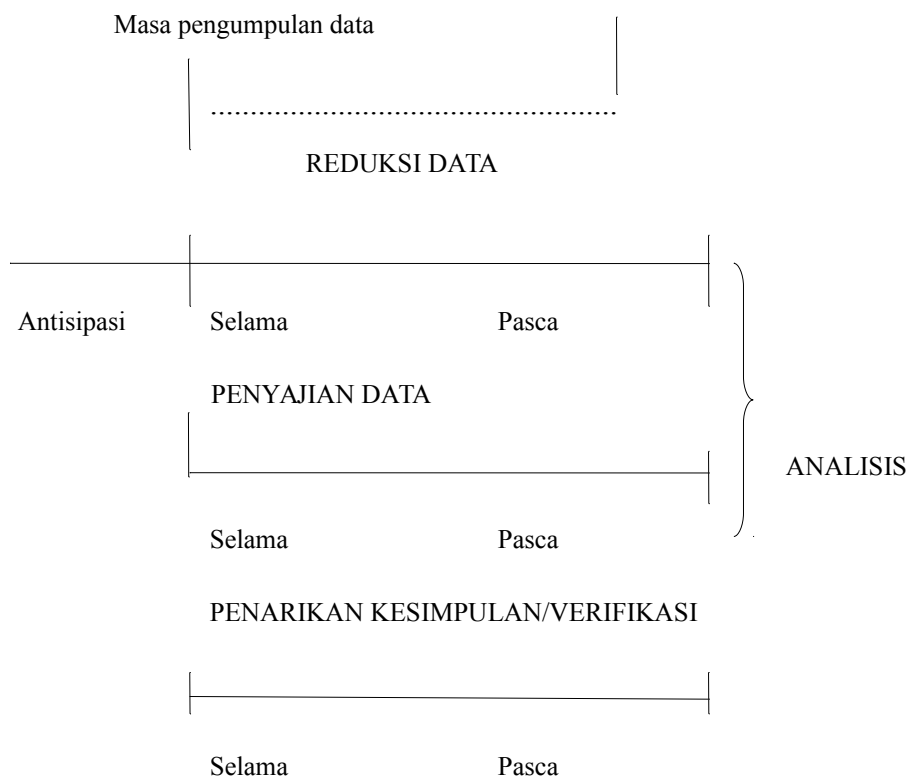 Masa pengumpulan data
REDUKSI DATA
Antisipasi Selama Pasca
PENYAJIAN DATA
ANALISIS
Selama Pasca
PENARIKAN KESIMPULAN/VERIFIKASI
Selama Pasca